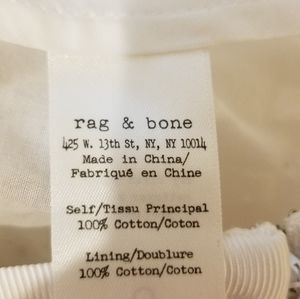 rag & bone
425 W. 13th St, NY, NY 10014
Made in China/
Fabriqué en Chine
Self/Tissu Principal
100% Cotton/Coton
Lining/Doublure
100% Cotton/Coton